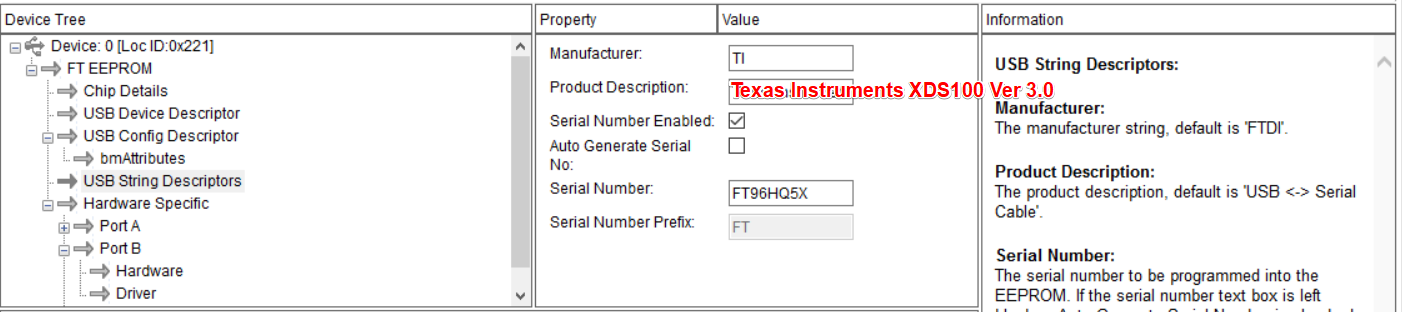 Device Tree
Device: 0 [Loc ID:0x221]
FT EEPROM
Chip Details
USB Device Descriptor
USB Config Descriptor
bmAttributes
USB String Descriptors
Hardware Specific
Port A
Port B
Hardware
Driver
Property
Value
Manufacturer:
TI
Product Description:
Texas Instruments XDS100 Ver 3.0
Serial Number Enabled:
Auto Generate Serial
No:
Serial Number:
FT96HQ5X
Serial Number Prefix:
FT
Information
USB String Descriptors:
Manufacturer:
The manufacturer string, default is 'FTDI'.
Product Description:
The product description, default is 'USB <-> Serial
Cable'.
Serial Number:
The serial number to be programmed into the
EEPROM. If the serial number text box is left